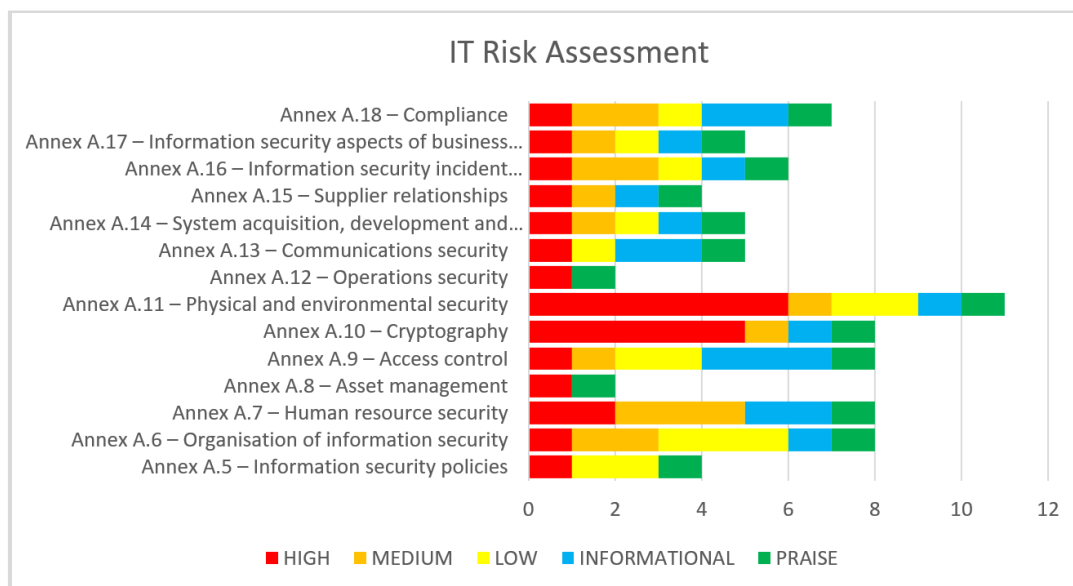 IT Risk Assessment
Annex A.18 – Compliance
Annex A.17 – Information security aspects of business...
Annex A.16 – Information security incident...
Annex A.15 – Supplier relationships
Annex A.14 – System acquisition, development and...
Annex A.13 – Communications security
Annex A.12 – Operations security
Annex A.11 – Physical and environmental security
Annex A.10 – Cryptography
Annex A.9 – Access control
Annex A.8 – Asset management
Annex A.7 – Human resource security
Annex A.6 – Organisation of information security
Annex A.5 – Information security policies
0 2 4 6 8 10 12
HIGH MEDIUM LOW INFORMATIONAL PRAISE